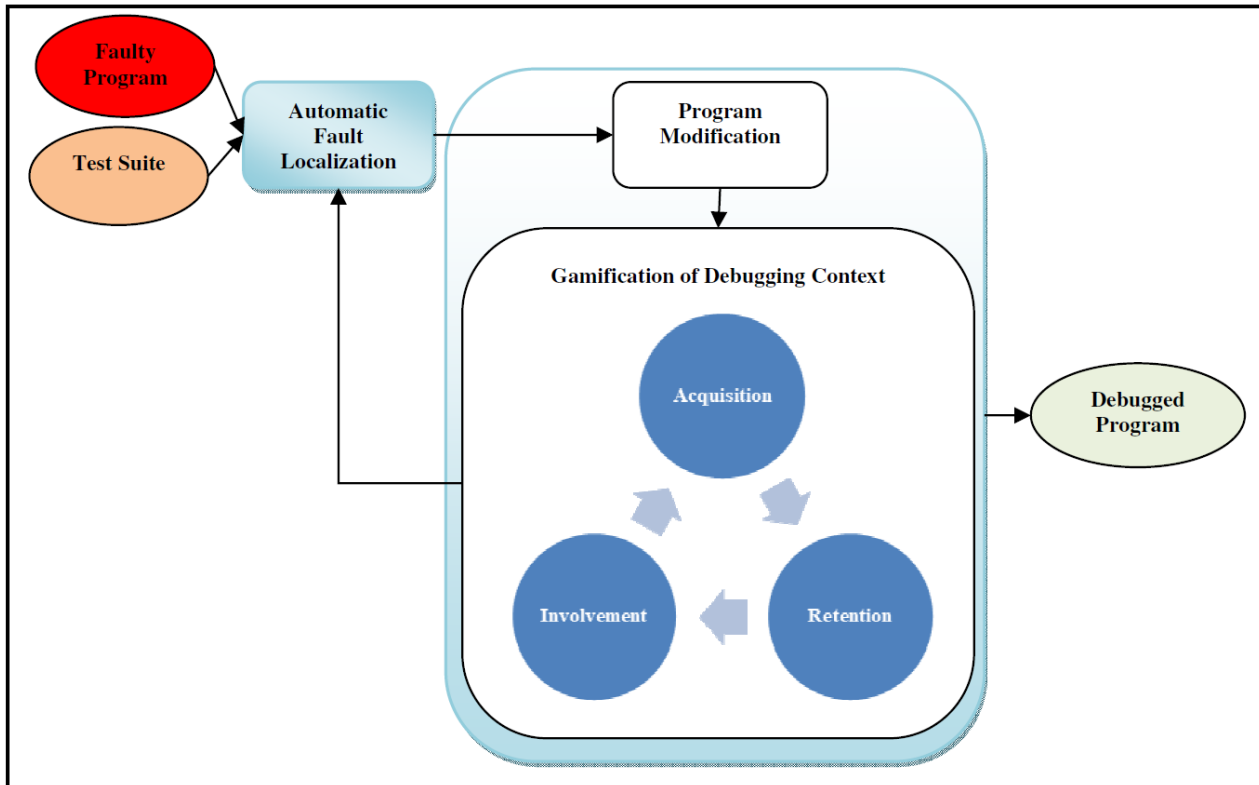 Faulty
Program
Test Suite
Automatic
Fault
Localization
Program
Modification
Gamification of Debugging Context
Acquisition
Involvement
Retention
Debugged
Program